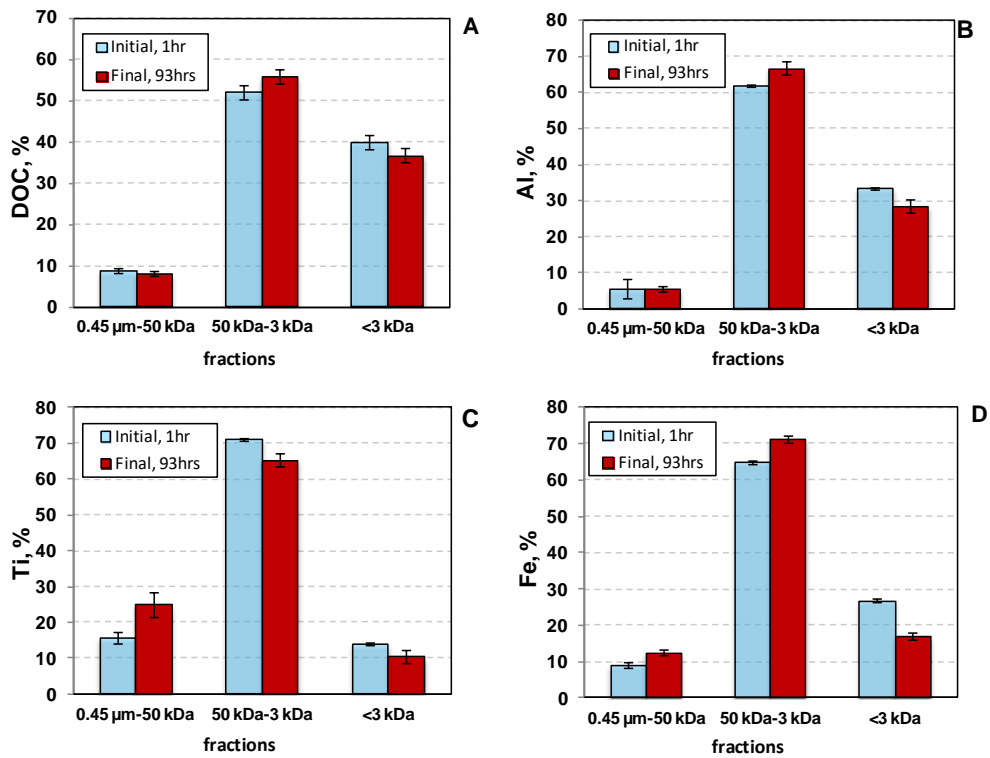 A
70
60
50
40
30
20
10
0
DOC, %
Initial, 1hr
Final, 93hrs
0.45 µm-50 kDa 50 kDa-3 kDa <3 kDa
fractions
B
80
70
60
50
40
30
20
10
0
Al, %
Initial, 1hr
Final, 93hrs
0.45 µm-50 kDa 50 kDa-3 kDa <3 kDa
fractions
C
80
70
60
50
40
30
20
10
0
Ti, %
Initial, 1hr
Final, 93hrs
0.45 µm-50 kDa 50 kDa-3 kDa <3 kDa
fractions
D
80
70
60
50
40
30
20
10
0
Fe, %
Initial, 1hr
Final, 93hrs
0.45 µm-50 kDa 50 kDa-3 kDa <3 kDa
fractions